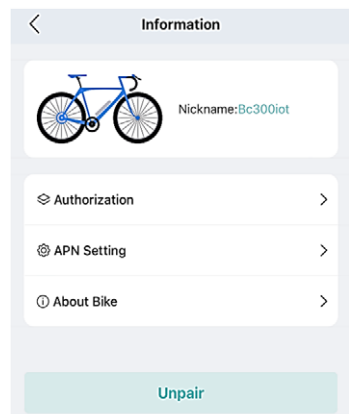 Information
Nickname:Bc300iot
Authorization
APN Setting
About Bike
Unpair